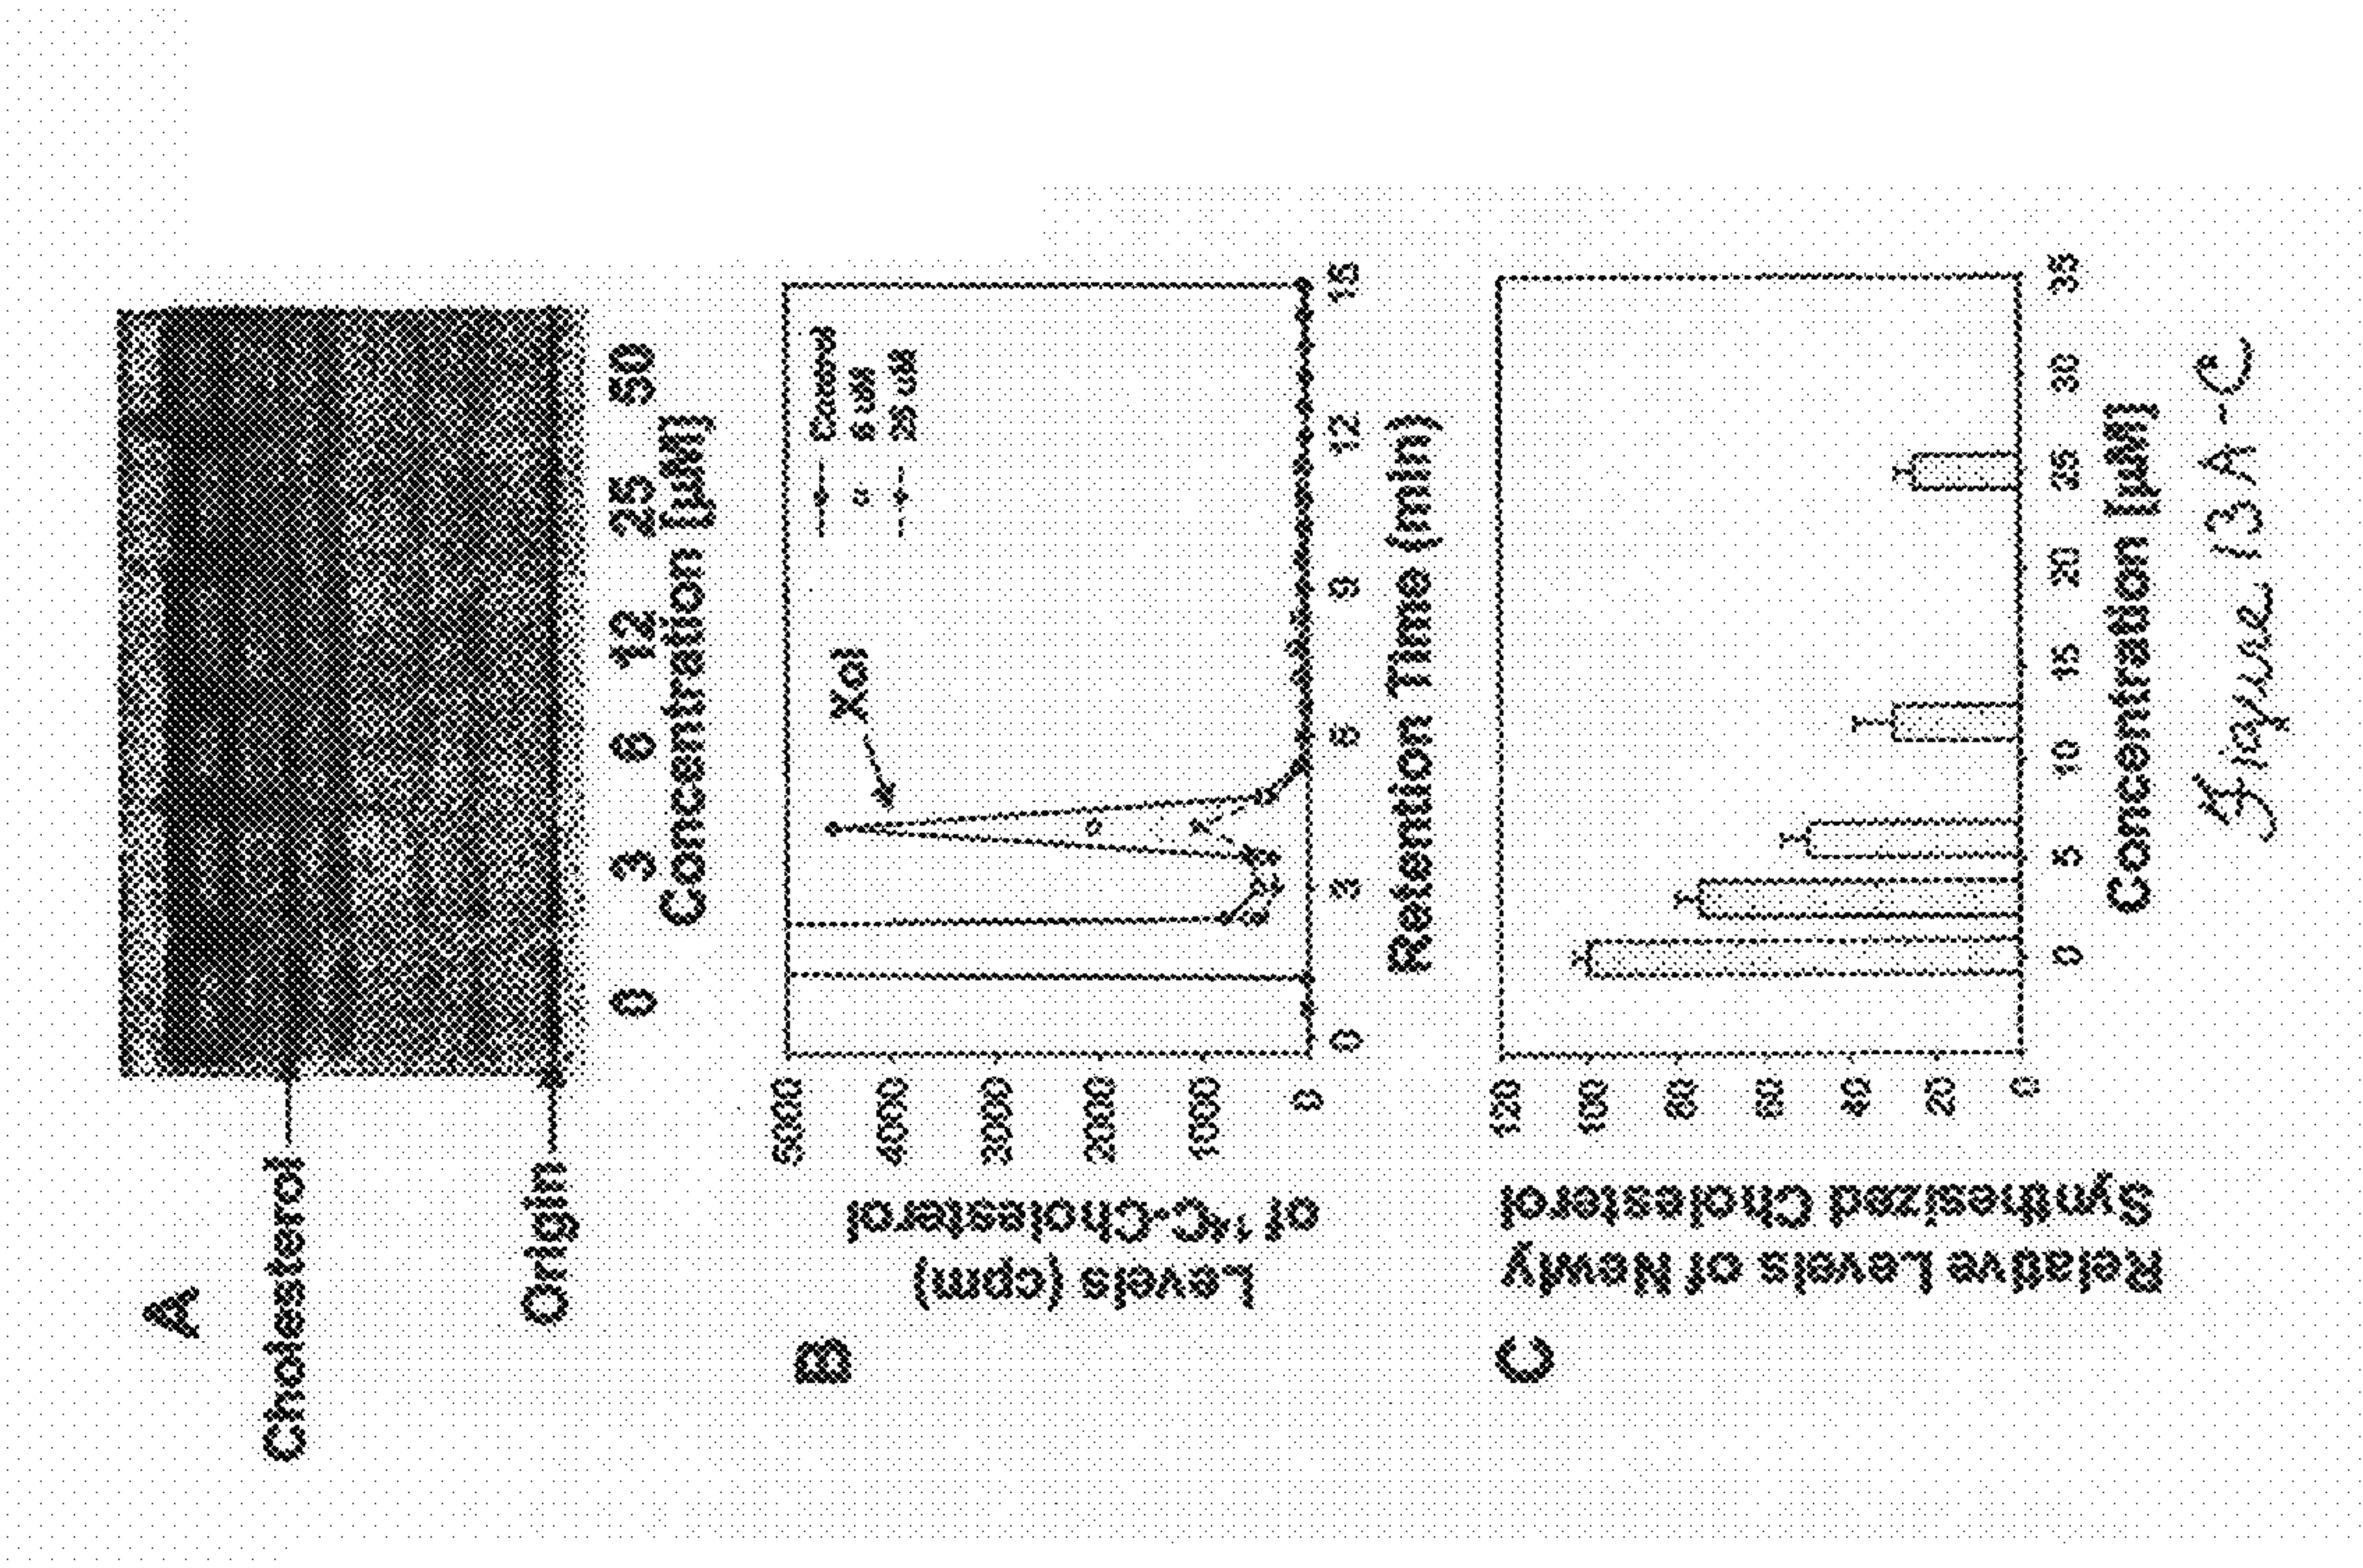 A
Cholesterol
Origin
0 3 6 12 25 50
Concentration [µM]
B
Levels (cpm)
of ¹⁴C-Cholesterol
5000
4000
3000
2000
1000
0
Control
6 uM
25 uM
Xol
0 3 6 9 12 15
Retention Time (min)
C
Relative Levels of Newly
Synthesized Cholesterol
120
100
80
60
40
20
0
0 5 10 15 20 25 30 35
Concentration [µM]
Figure 13 A-C